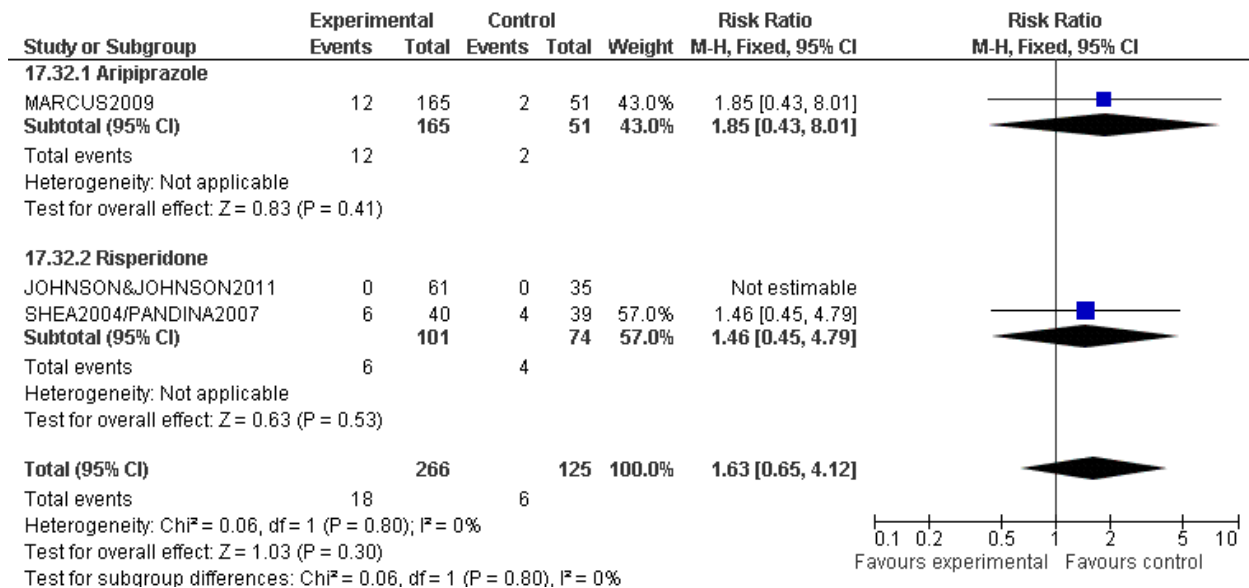 Experimental Control Risk Ratio Risk Ratio
Study or Subgroup Events Total Events Total Weight M-H, Fixed, 95% CI M-H, Fixed, 95% CI
17.32.1 Aripiprazole
MARCUS2009 12 165 2 51 43.0% 1.85 [0.43, 8.01]
Subtotal (95% CI) 165 51 43.0% 1.85 [0.43, 8.01]
Total events 12 2
Heterogeneity: Not applicable
Test for overall effect: Z = 0.83 (P = 0.41)
17.32.2 Risperidone
JOHNSON&JOHNSON2011 0 61 0 35 Not estimable
SHEA2004/PANDINA2007 6 40 4 39 57.0% 1.46 [0.45, 4.79]
Subtotal (95% CI) 101 74 57.0% 1.46 [0.45, 4.79]
Total events 6 4
Heterogeneity: Not applicable
Test for overall effect: Z = 0.63 (P = 0.53)
Total (95% CI) 266 125 100.0% 1.63 [0.65, 4.12]
Total events 18 6
Heterogeneity: Chi² = 0.06, df = 1 (P = 0.80); I² = 0%
Test for overall effect: Z = 1.03 (P = 0.30)
Test for subgroup differences: Chi² = 0.06, df = 1 (P = 0.80), I² = 0%
0.1 0.2 0.5 1 2 5 10
Favours experimental Favours control